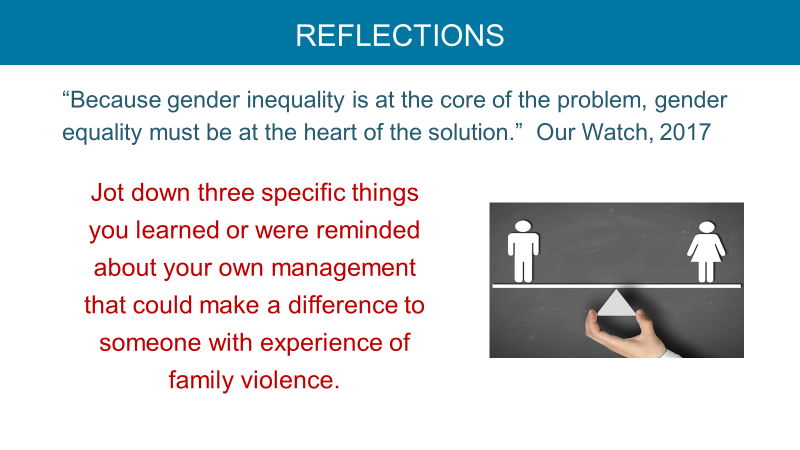 REFLECTIONS
“Because gender inequality is at the core of the problem, gender
equality must be at the heart of the solution.”  Our Watch, 2017
Jot down three specific things
you learned or were reminded
about your own management
that could make a difference to
someone with experience of
family violence.